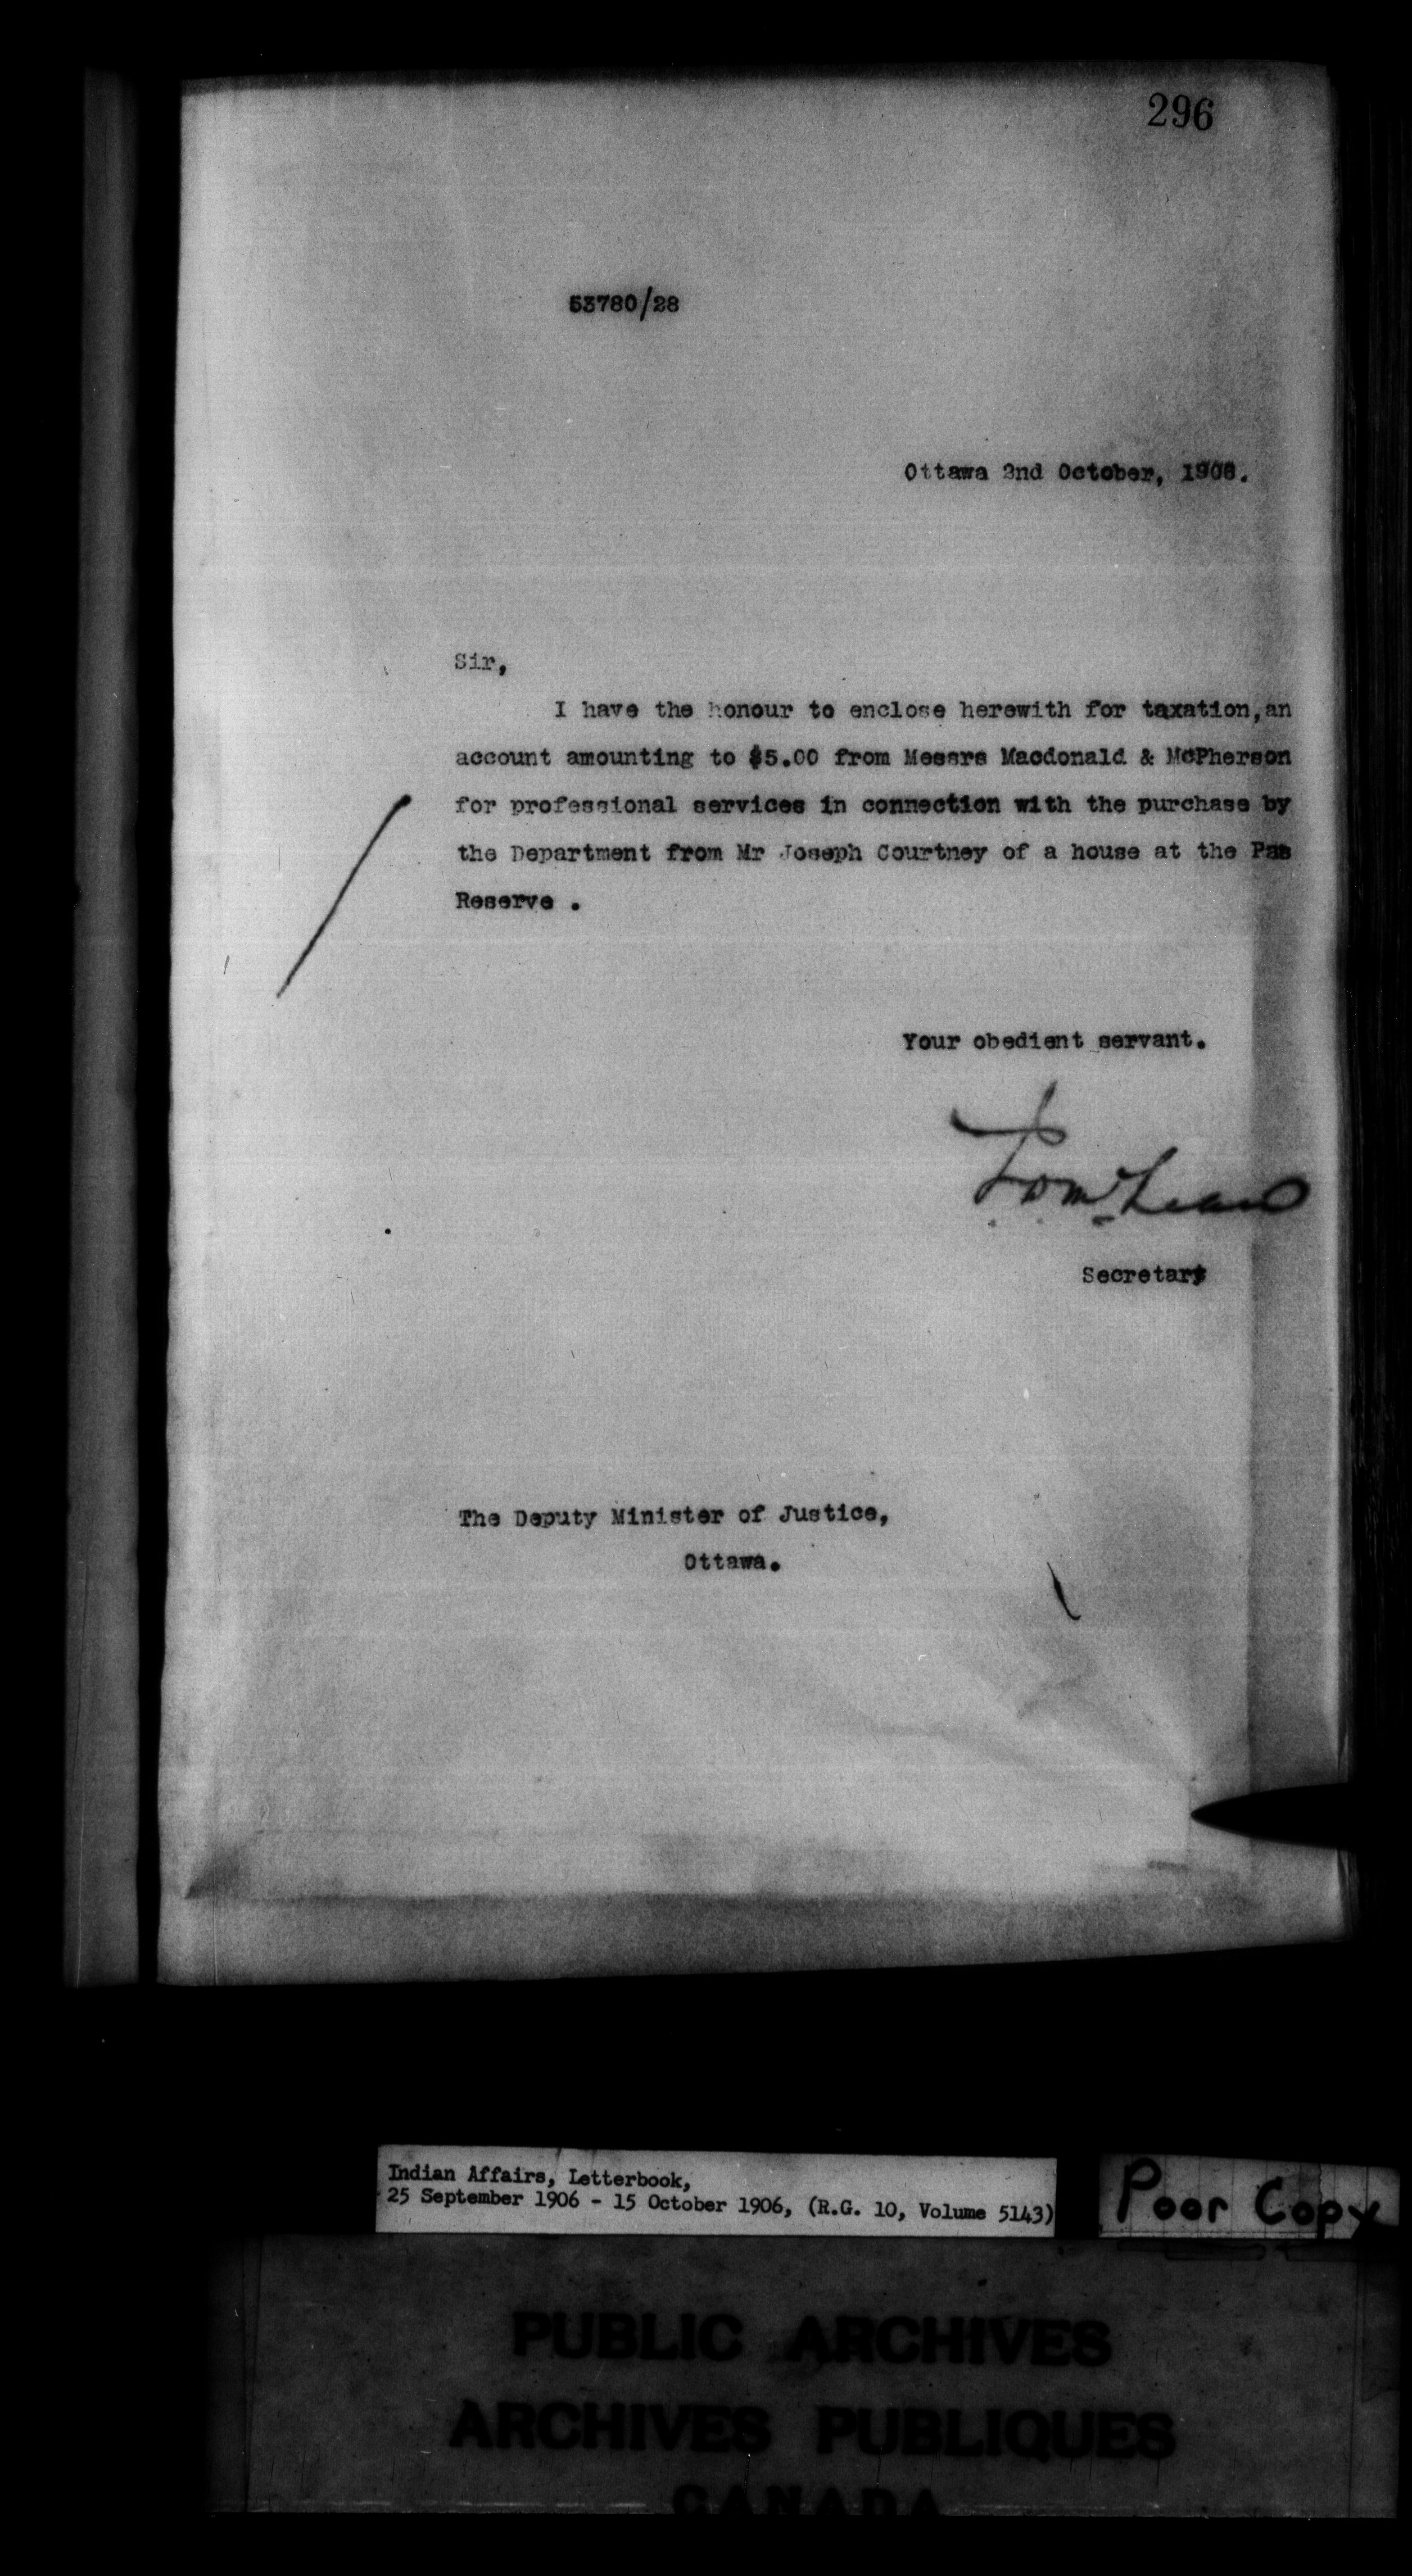 296
53780/28
Ottawa 2nd October, 1906.
Sir,
I have the honour to enclose herewith for taxation,an
account amounting to $5.00 from Messrs Macdonald & McPherson
for professional services in connection with the purchase by
the Department from Mr Joseph Courtney of a house at the Pas
Reserve .
Your obedient servant.
Secretary
The Deputy Minister of Justice,
Ottawa.
Indian Affairs, Letterbook,
25 September 1906 - 15 October 1906, (R.G. 10, Volume 5143)
Poor Copy
PUBLIC ARCHIVES
ARCHIVES PUBLIQUES
CANADA